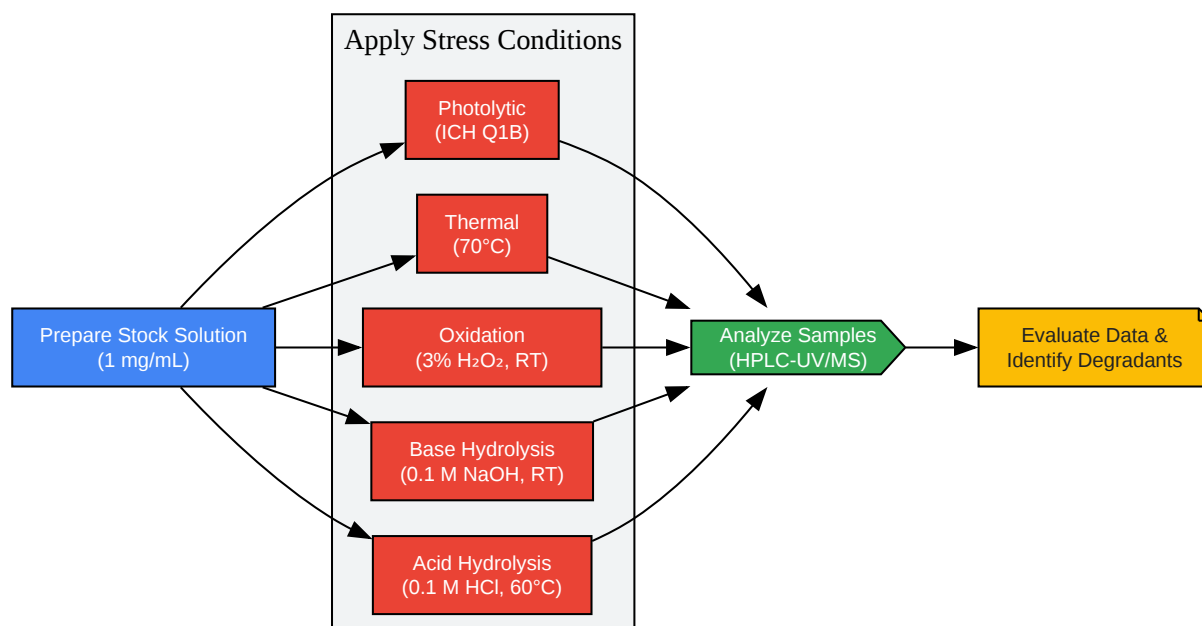 Apply Stress Conditions
Photolytic
(ICH Q1B)
Thermal
(70°C)
Prepare Stock Solution
(1 mg/mL)
Oxidation
(3% H₂O₂, RT)
Analyze Samples
(HPLC-UV/MS)
Evaluate Data &
Identify Degradants
Base Hydrolysis
(0.1 M NaOH, RT)
Acid Hydrolysis
(0.1 M HCl, 60°C)